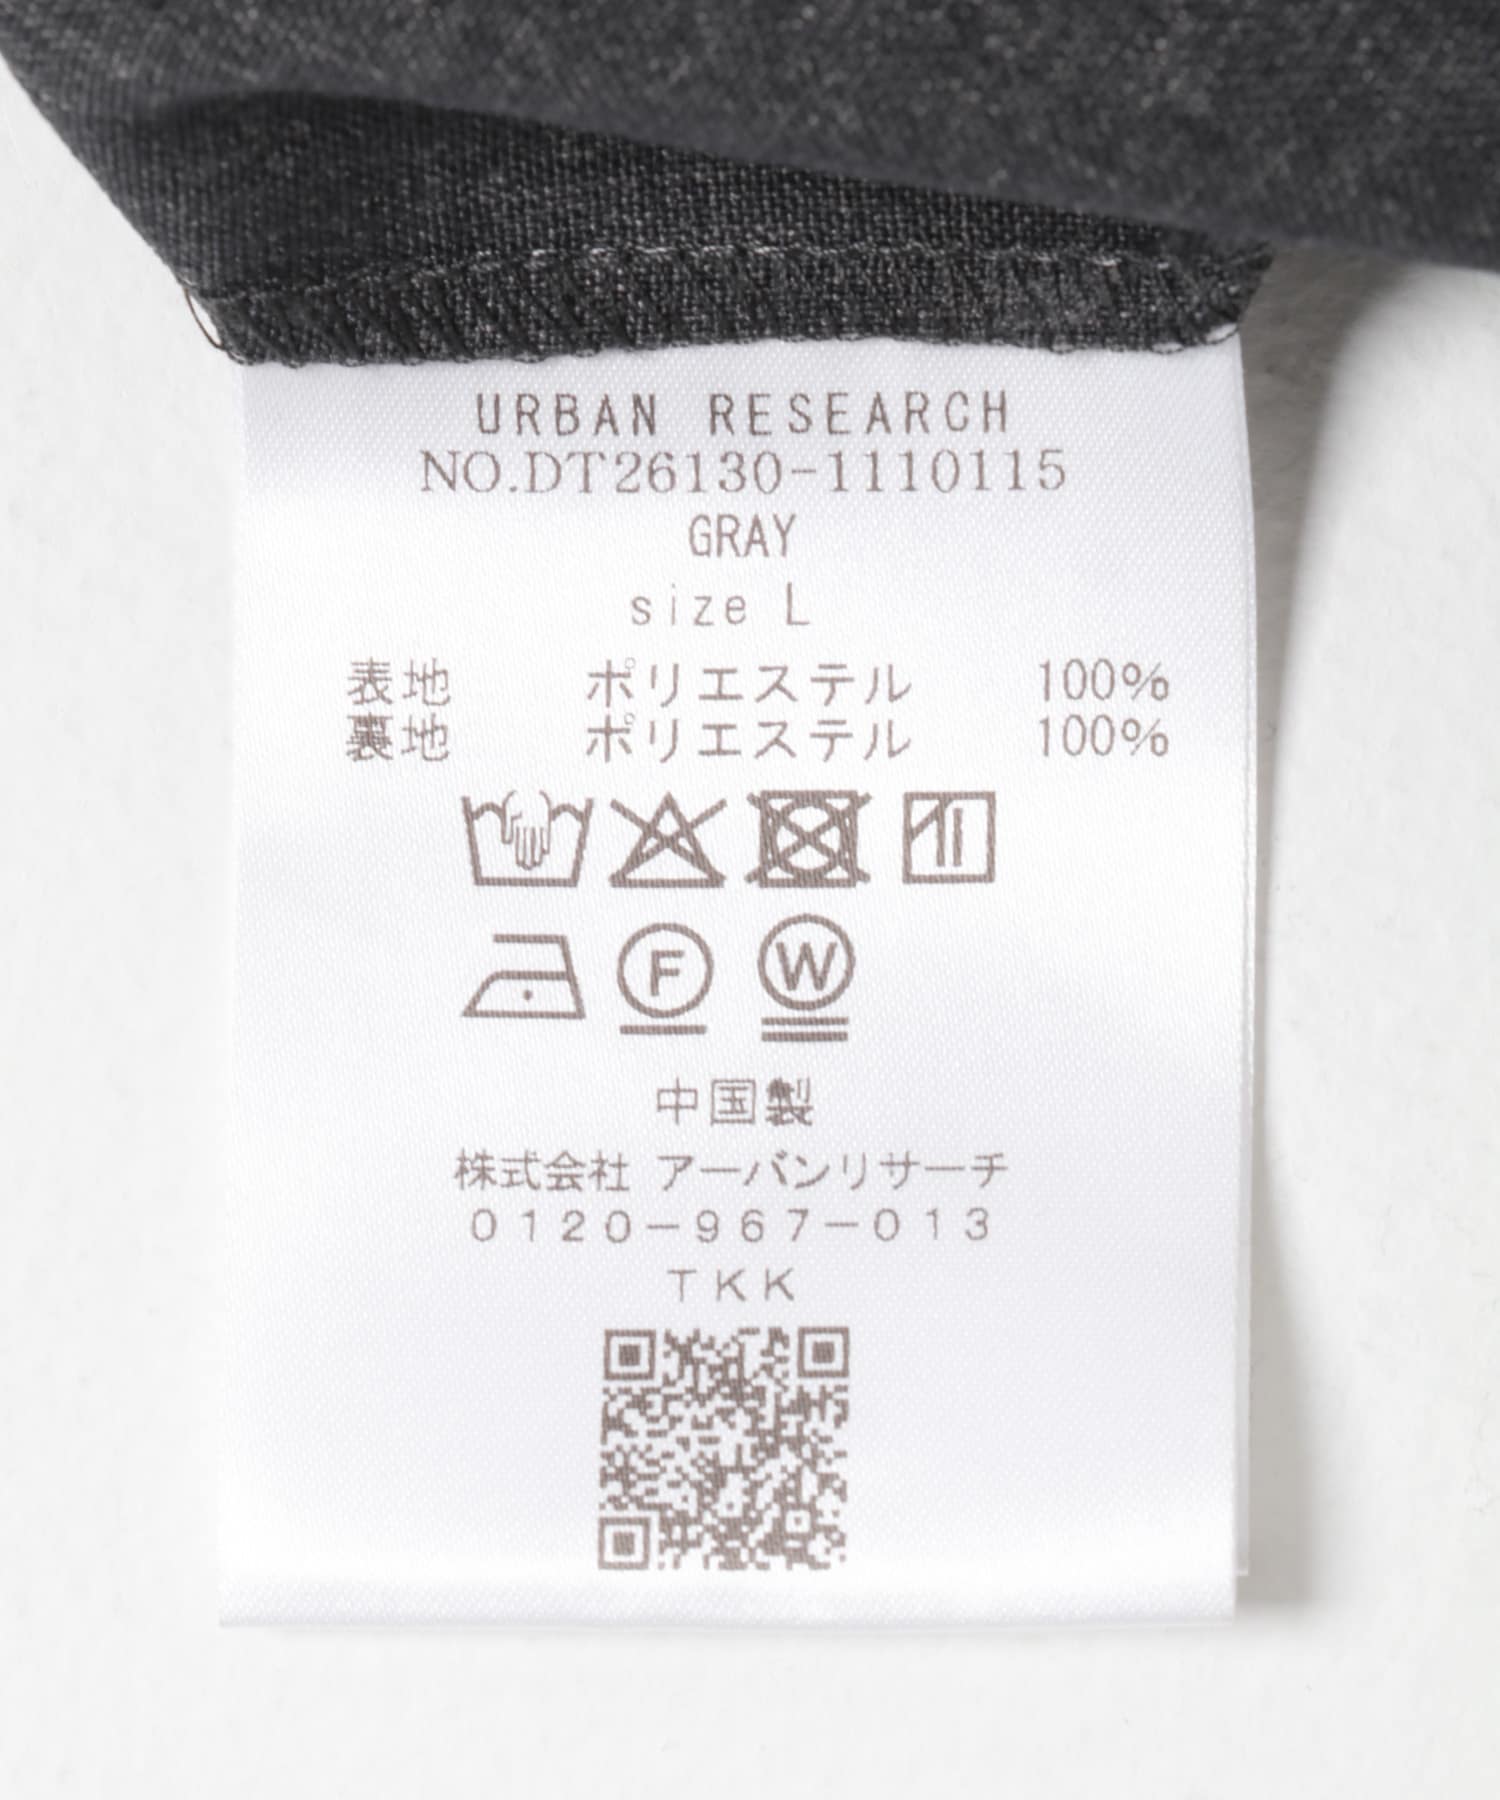 URBAN RESEARCH
NO.DT26130-1110115
GRAY
size L
表地 ポリエステル 100%
裏地 ポリエステル 100%
F W
中国製
株式会社 アーバンリサーチ
0120-967-013
TKK